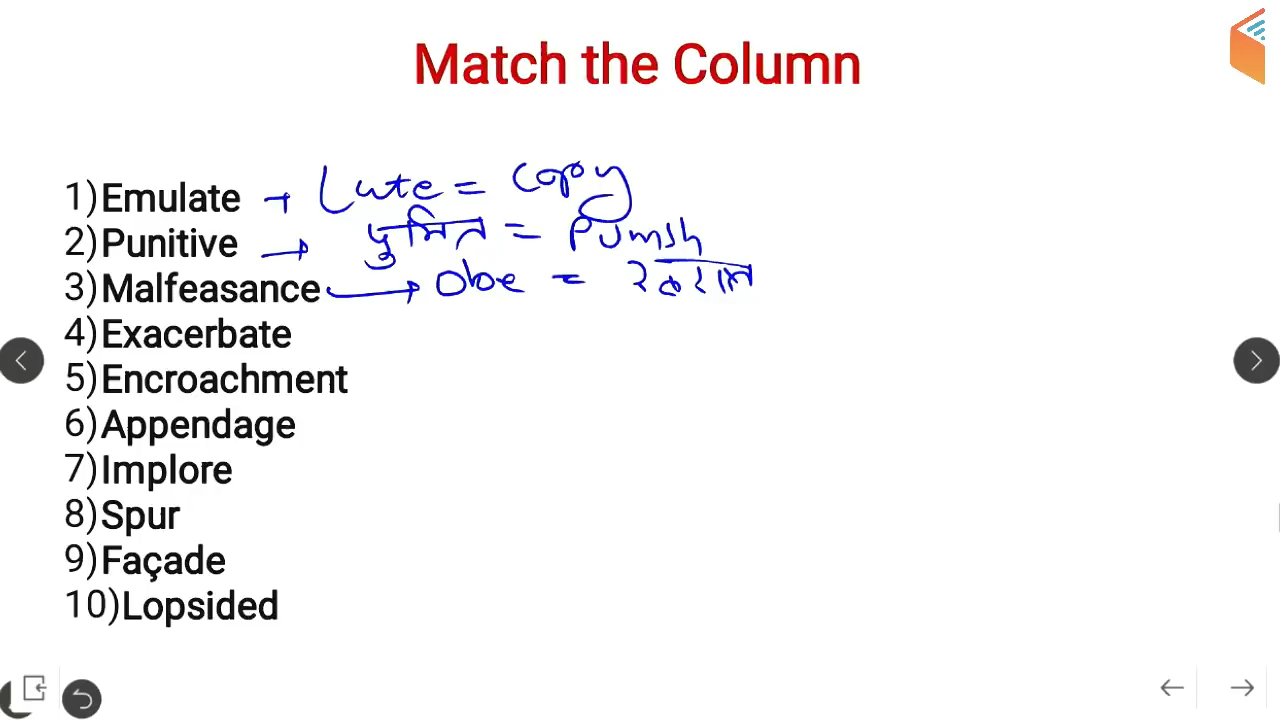 Match the Column
1) Emulate → Lute = Copy
2) Punitive → पुमित = Pumsh
3) Malfeasance → Obe =
4) Exacerbate
5) Encroachment
6) Appendage
7) Implore
8) Spur
9) Façade
10) Lopsided